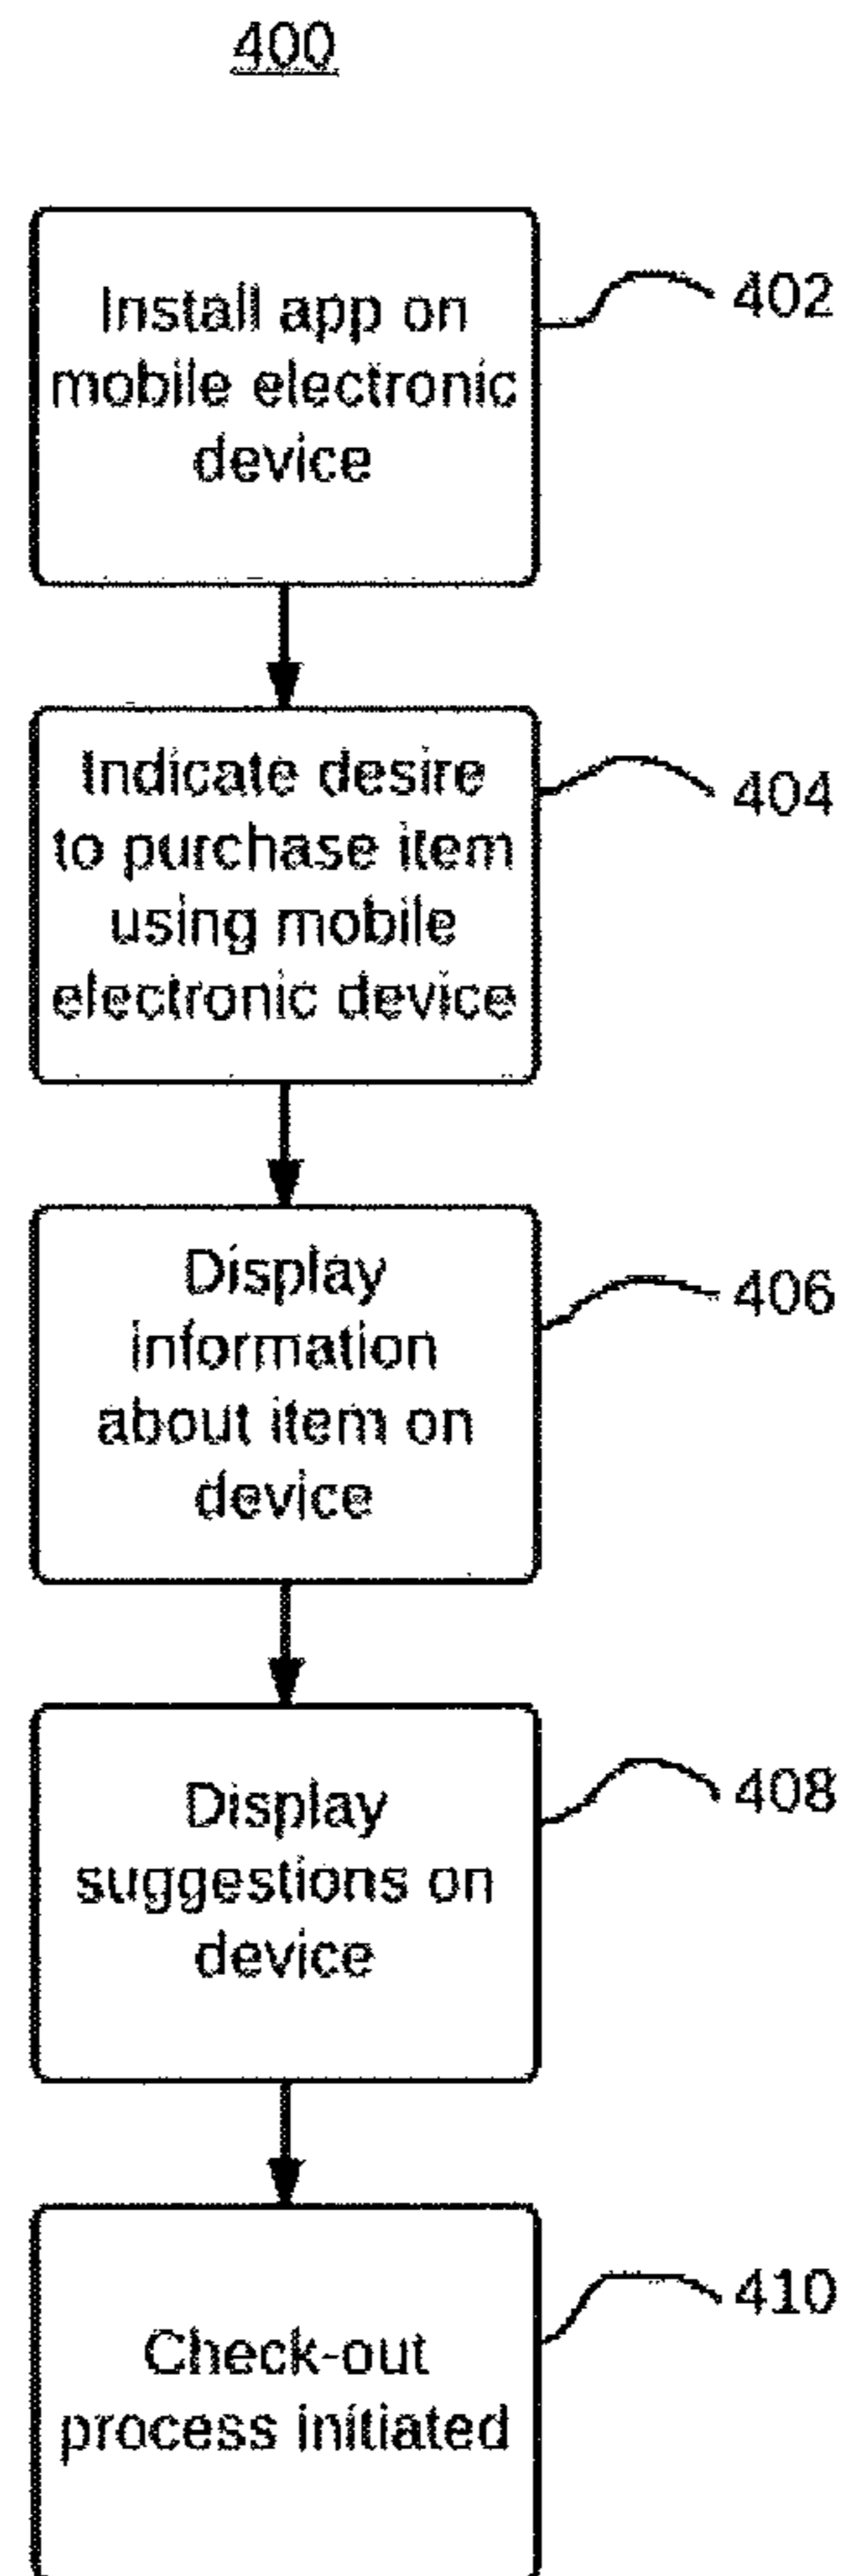 400
Install app on
mobile electronic
device
402
Indicate desire
to purchase item
using mobile
electronic device
404
Display
information
about item on
device
406
Display
suggestions on
device
408
Check-out
process initiated
410